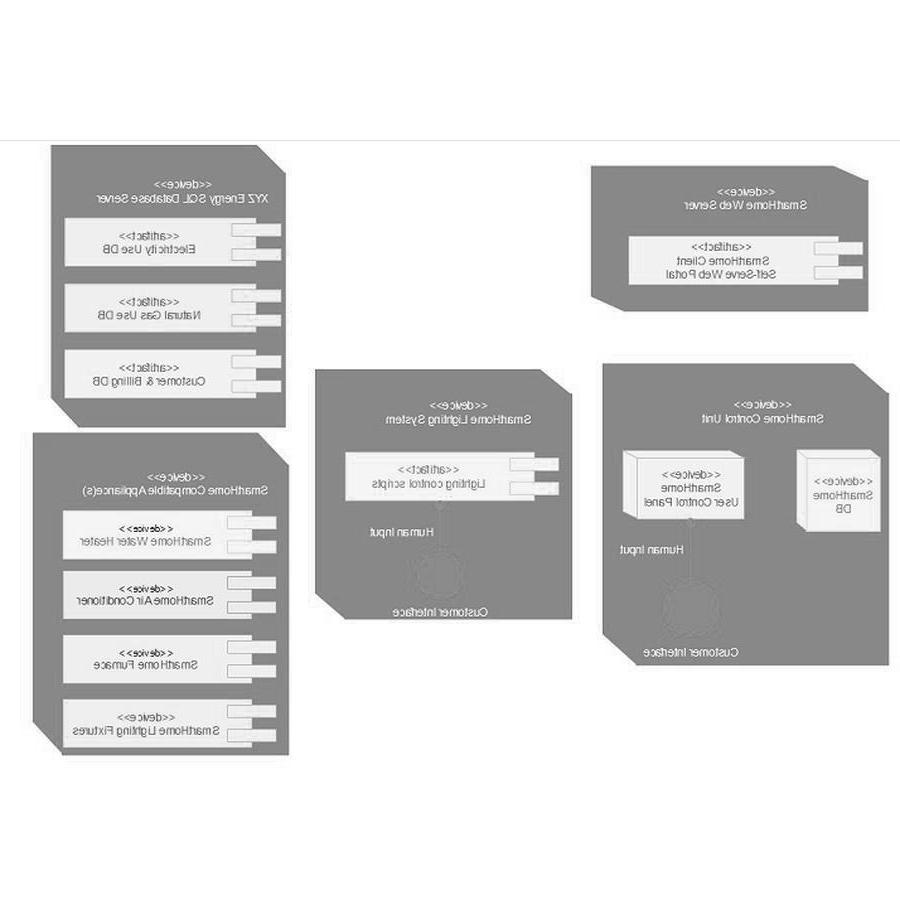 <<device>>
XYZ Energy SQL Database Server
<<artifact>>
Electricity Use DB
<<artifact>>
Natural Gas Use DB
<<artifact>>
Customer & Billing DB
<<device>>
SmartHome Web Server
<<artifact>>
SmartHome Client
Self-Serve Web Portal
<<device>>
SmartHome Lighting System
<<artifact>>
Lighting control scripts
Human Input
Customer Interface
<<device>>
SmartHome Control Unit
<<device>>
SmartHome
User Control Panel
<<device>>
SmartHome
DB
Human Input
Customer Interface
<<device>>
SmartHome Compatible Appliance(s)
<<device>>
SmartHome Water Heater
<<device>>
SmartHome Air Conditioner
<<device>>
SmartHome Furnace
<<device>>
SmartHome Lighting Fixtures